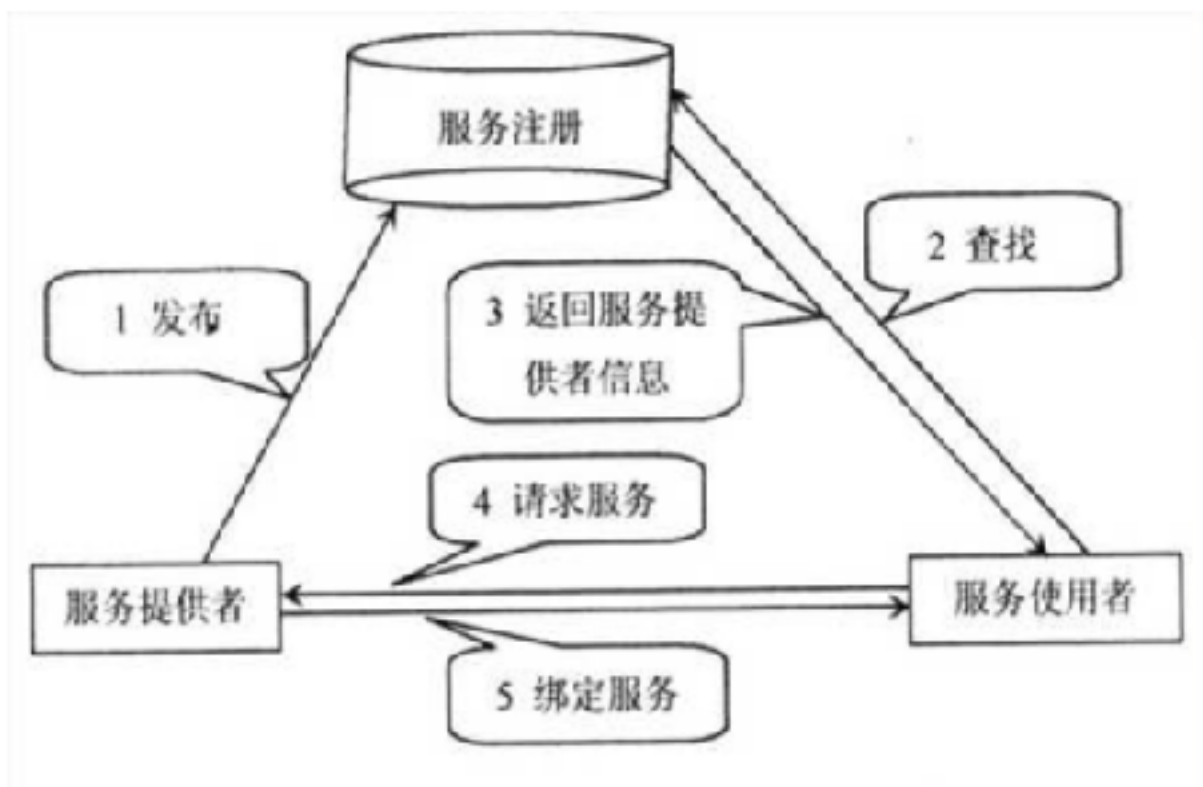 服务注册
2 查找
1 发布
3 返回服务提
供者信息
4 请求服务
服务提供者
服务使用者
5 绑定服务